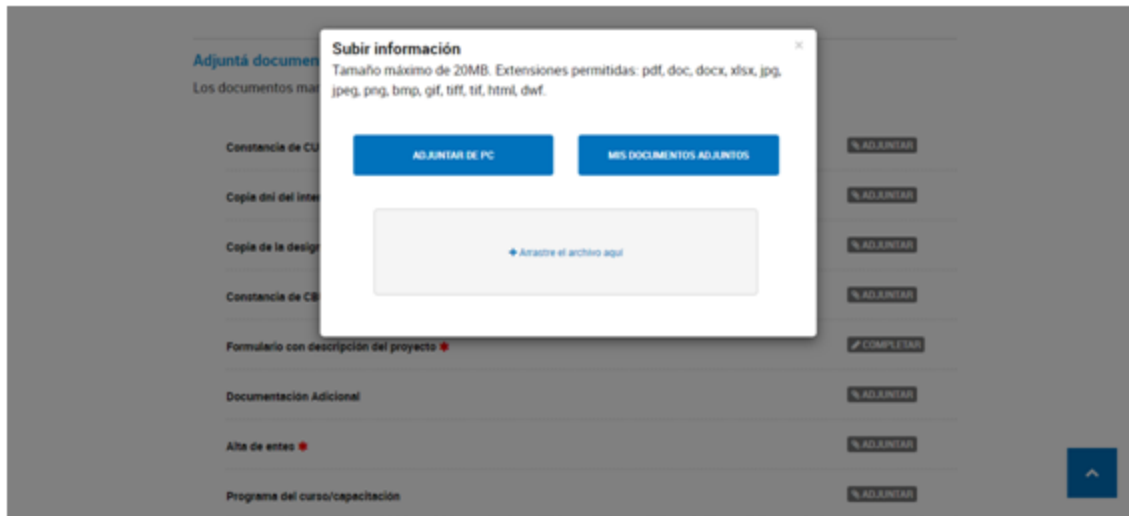 Subir información
×
Tamaño máximo de 20MB. Extensiones permitidas: pdf, doc, docx, xlsx, jpg,
jpeg, png, bmp, gif, tiff, tif, html, dwf.
ADJUNTAR DE PC
MIS DOCUMENTOS ADJUNTOS
+ Arrastre el archivo aquí
Adjuntá documen
Los documentos mar
Constancia de CU
ADJUNTAR
Copia dni del inter
ADJUNTAR
Copia de la design
ADJUNTAR
Constancia de CB
ADJUNTAR
Formulario con descripción del proyecto *
COMPLETAR
Documentación Adicional
ADJUNTAR
Alta de entes *
ADJUNTAR
Programa del curso/capacitación
ADJUNTAR